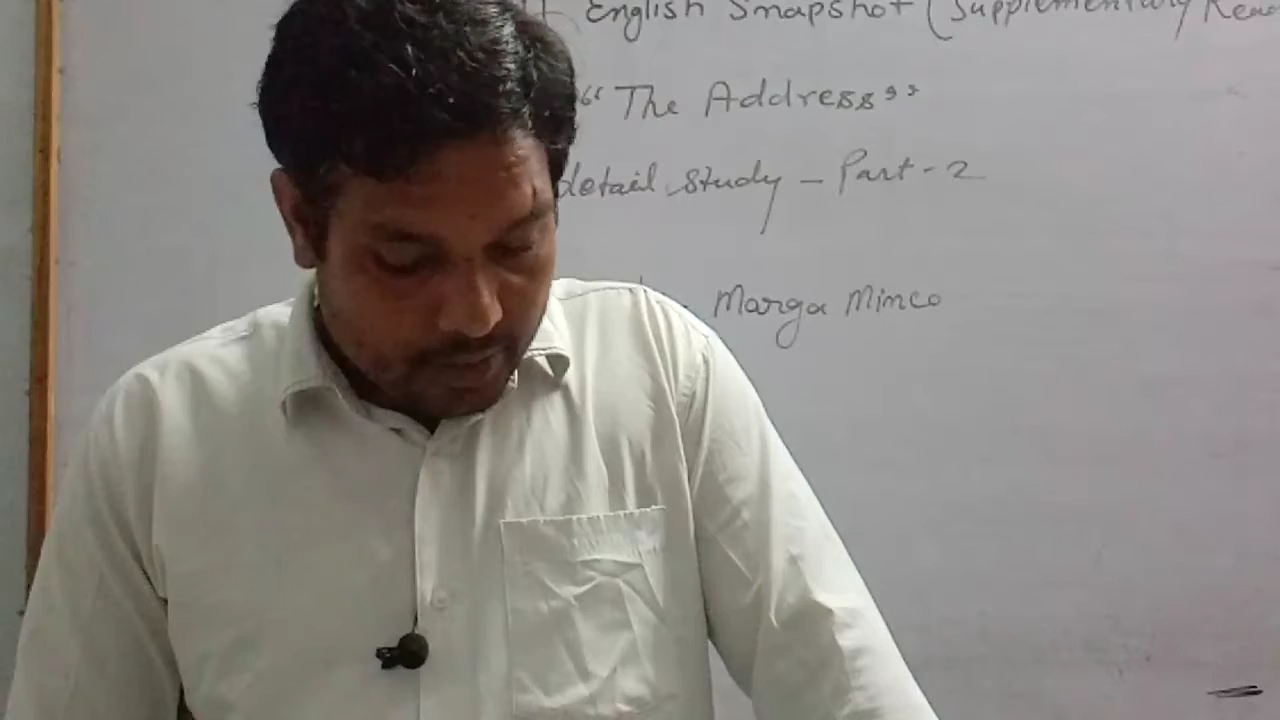 English Snapshot (Supplementary
"The Address"
detail study - Part-2
Marga Minco